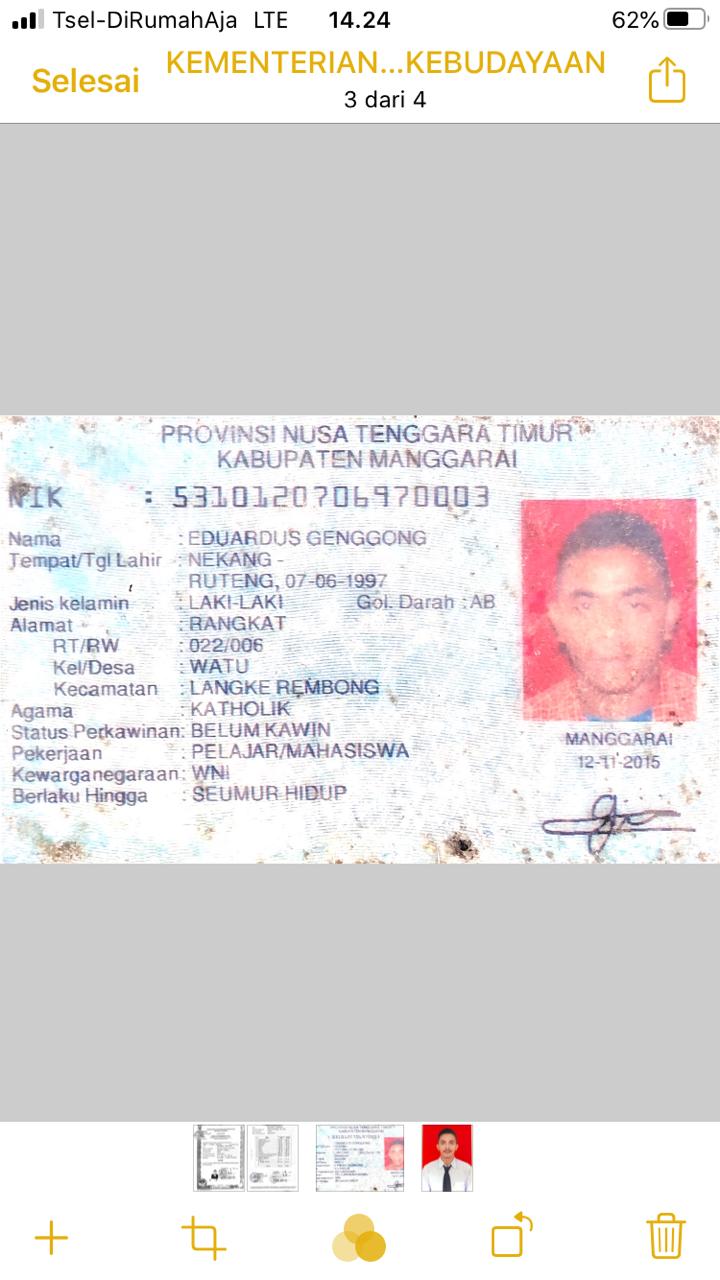 Tsel-DiRumahAja LTE 14.24 62%
Selesai KEMENTERIAN...KEBUDAYAAN
3 dari 4
PROVINSI NUSA TENGGARA TIMUR
KABUPATEN MANGGARAI
NIK : 5310120706970003
Nama : EDUARDUS GENGGONG
Tempat/Tgl Lahir : NEKANG -
RUTENG, 07-06-1997
Jenis kelamin : LAKI-LAKI Gol. Darah : AB
Alamat : RANGKAT
RT/RW : 022/006
Kel/Desa : WATU
Kecamatan : LANGKE REMBONG
Agama : KATHOLIK
Status Perkawinan: BELUM KAWIN
Pekerjaan : PELAJAR/MAHASISWA
Kewarganegaraan: WNI
Berlaku Hingga : SEUMUR HIDUP
MANGGARAI
12-11-2015